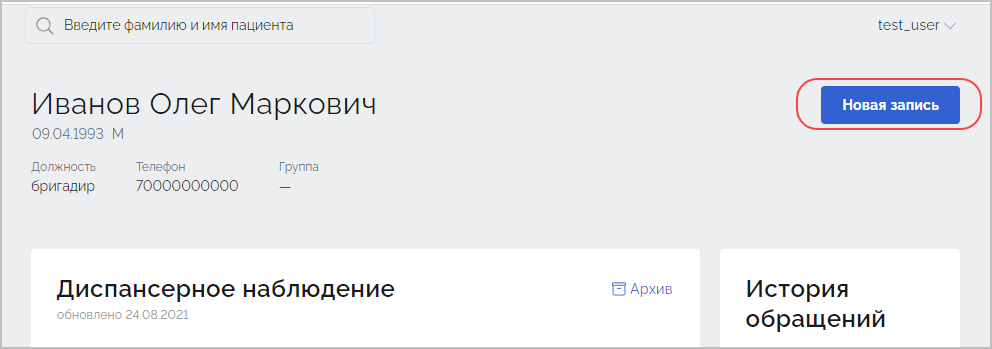 Введите фамилию и имя пациента
test_user
Иванов Олег Маркович
Новая запись
09.04.1993 М
Должность Телефон Группа
бригадир 70000000000 —
Диспансерное наблюдение
Архив
обновлено 24.08.2021
История
обращений